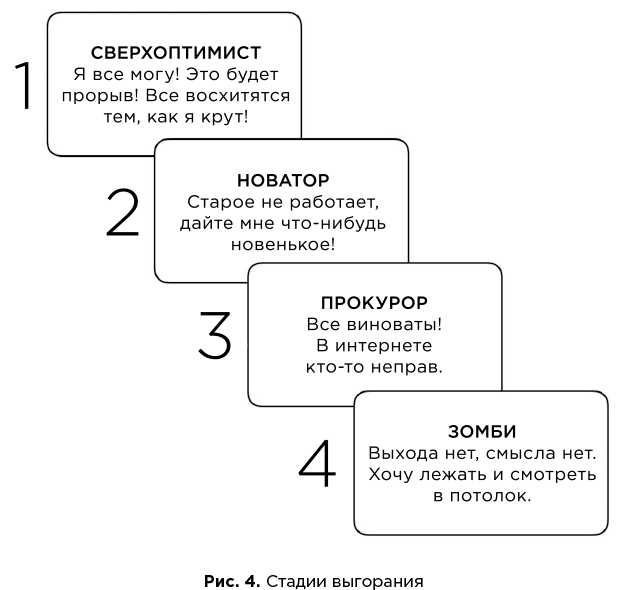 1
СВЕРХОПТИМИСТ
Я все могу! Это будет
прорыв! Все восхитятся
тем, как я крут!
2
НОВАТОР
Старое не работает,
дайте мне что-нибудь
новенькое!
3
ПРОКУРОР
Все виноваты!
В интернете
кто-то неправ.
4
ЗОМБИ
Выхода нет, смысла нет.
Хочу лежать и смотреть
в потолок.
Рис. 4. Стадии выгорания